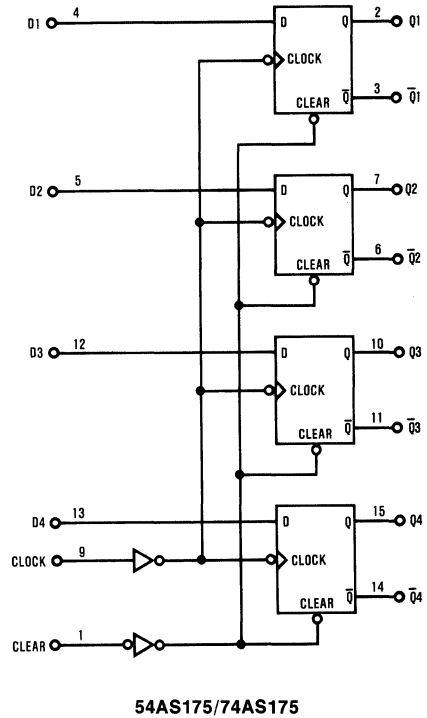 D1 4 D Q 2 Q1
CLOCK
CLEAR Q̅ 3 Q̅1
D2 5 D Q 7 Q2
CLOCK
CLEAR Q̅ 6 Q̅2
D3 12 D Q 10 Q3
CLOCK
CLEAR Q̅ 11 Q̅3
D4 13 D Q 15 Q4
CLOCK 9 CLOCK
CLEAR Q̅ 14 Q̅4
CLEAR 1
54AS175/74AS175